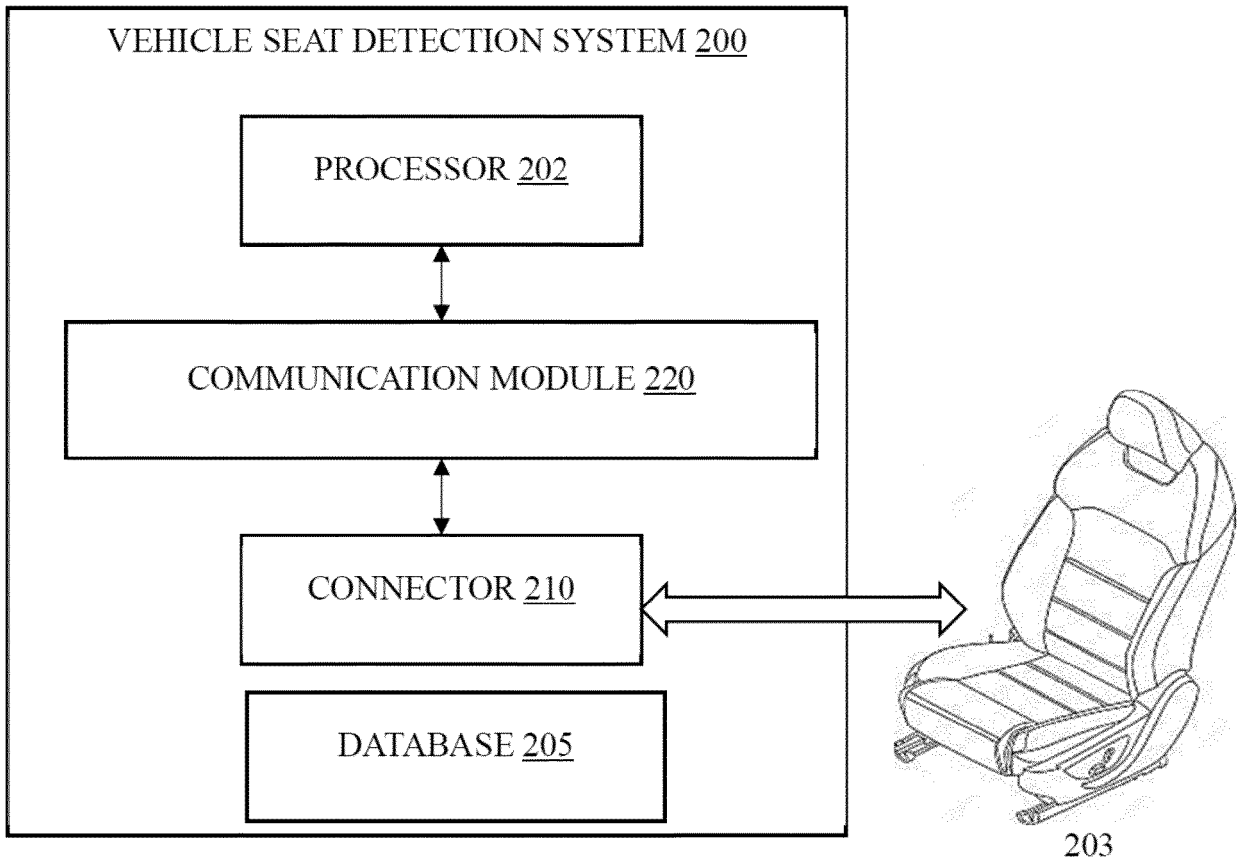 VEHICLE SEAT DETECTION SYSTEM 200
PROCESSOR 202
COMMUNICATION MODULE 220
CONNECTOR 210
DATABASE 205
203